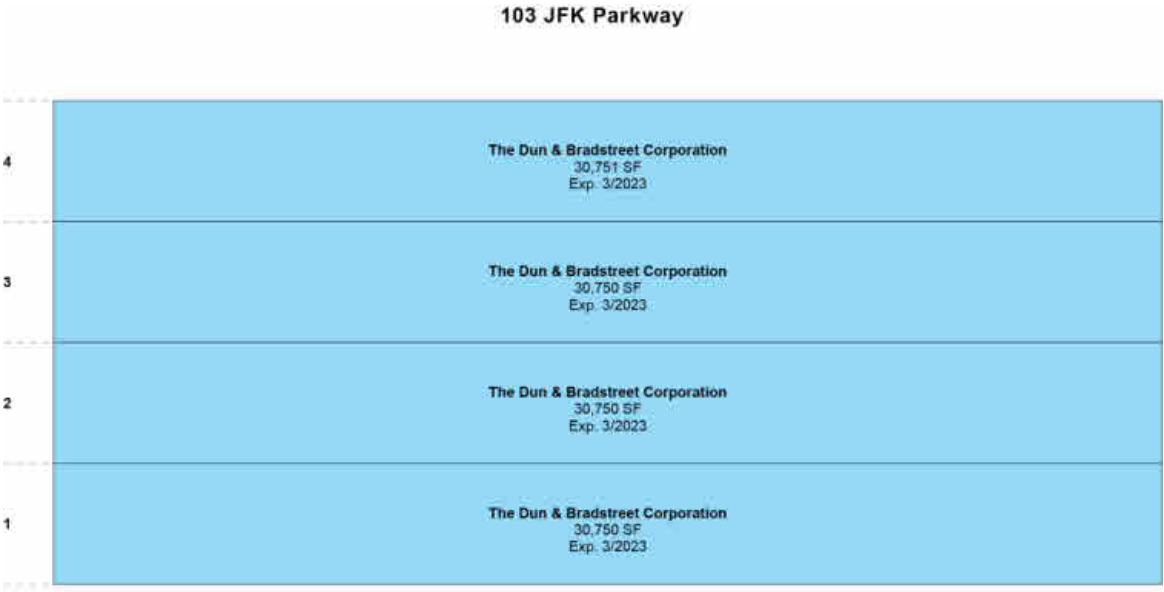 103 JFK Parkway
4
The Dun & Bradstreet Corporation
30,751 SF
Exp. 3/2023
3
The Dun & Bradstreet Corporation
30,750 SF
Exp. 3/2023
2
The Dun & Bradstreet Corporation
30,750 SF
Exp. 3/2023
1
The Dun & Bradstreet Corporation
30,750 SF
Exp. 3/2023